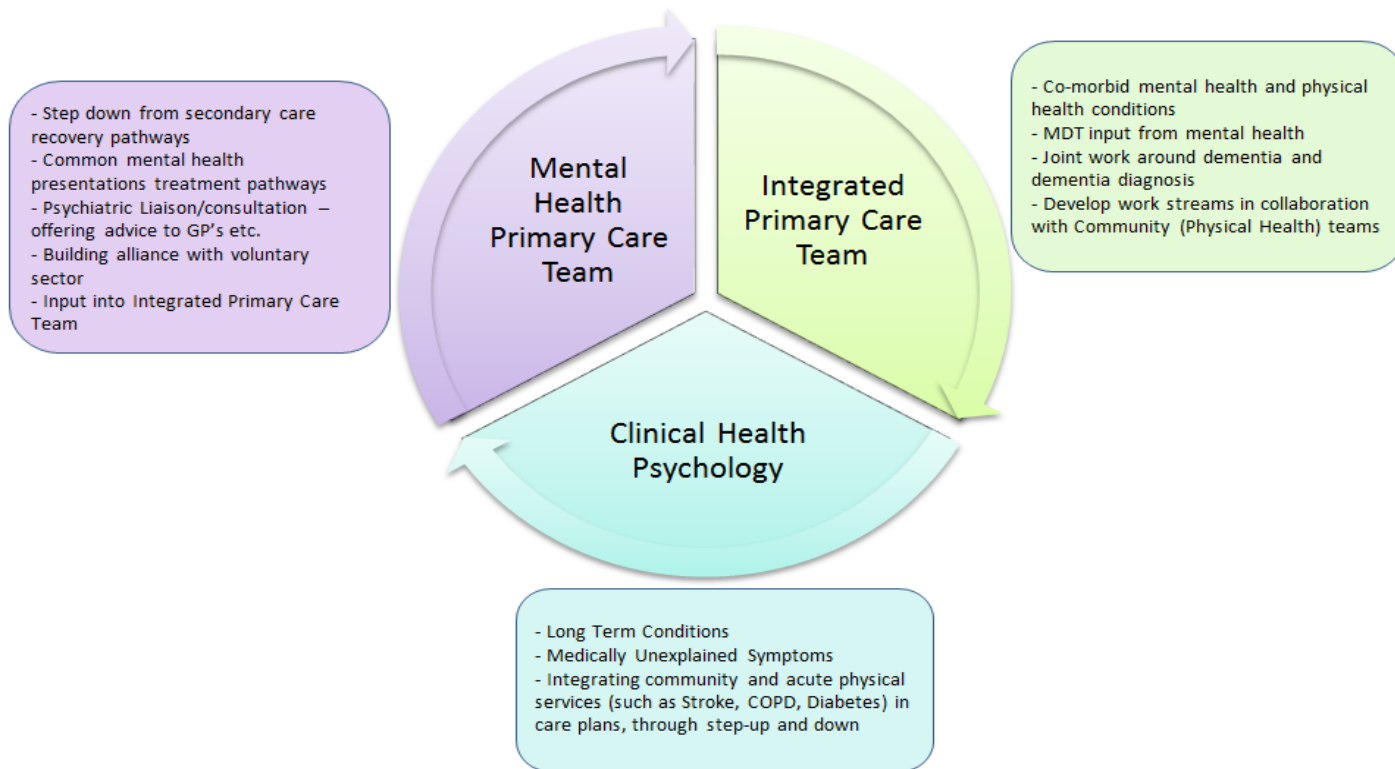 - Step down from secondary care
recovery pathways
- Common mental health
presentations treatment pathways
- Psychiatric Liaison/consultation –
offering advice to GP’s etc.
- Building alliance with voluntary
sector
- Input into Integrated Primary Care
Team
Mental
Health
Primary Care
Team
Integrated
Primary Care
Team
- Co-morbid mental health and physical
health conditions
- MDT input from mental health
- Joint work around dementia and
dementia diagnosis
- Develop work streams in collaboration
with Community (Physical Health) teams
Clinical Health
Psychology
- Long Term Conditions
- Medically Unexplained Symptoms
- Integrating community and acute physical
services (such as Stroke, COPD, Diabetes) in
care plans, through step-up and down